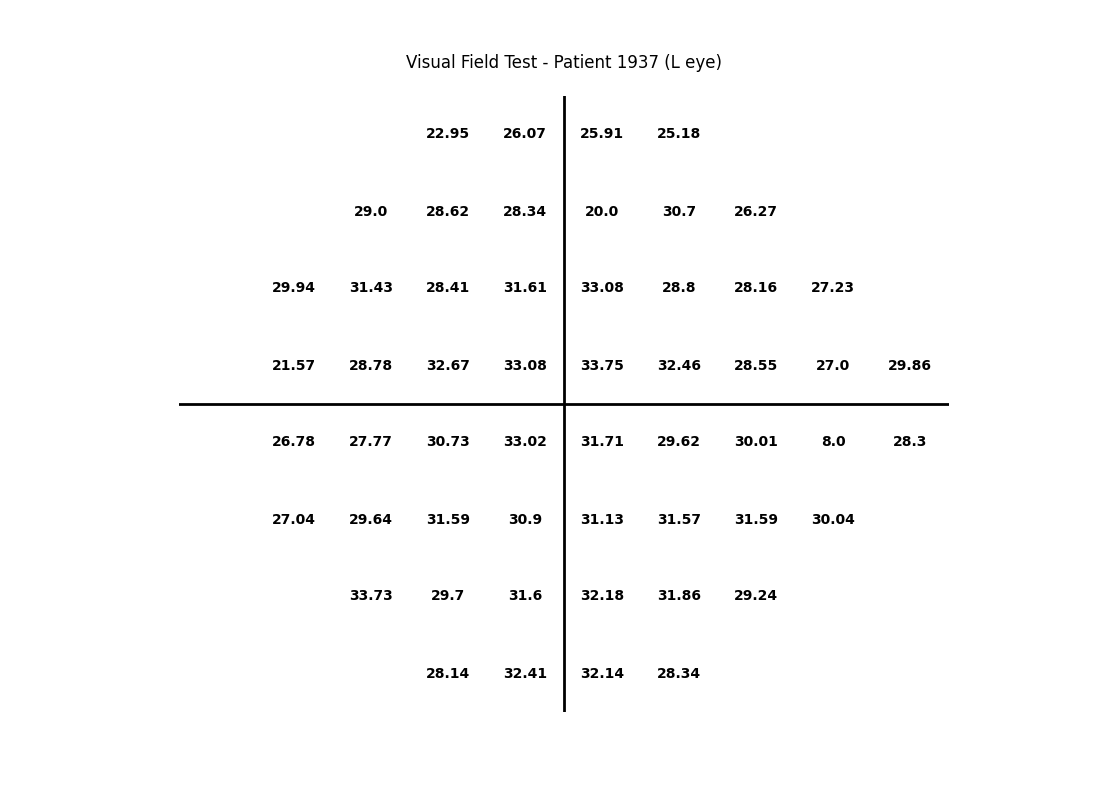 Visual Field Test - Patient 1937 (L eye)
22.95 26.07 25.91 25.18
29.0 28.62 28.34 20.0 30.7 26.27
29.94 31.43 28.41 31.61 33.08 28.8 28.16 27.23
21.57 28.78 32.67 33.08 33.75 32.46 28.55 27.0 29.86
26.78 27.77 30.73 33.02 31.71 29.62 30.01 8.0 28.3
27.04 29.64 31.59 30.9 31.13 31.57 31.59 30.04
33.73 29.7 31.6 32.18 31.86 29.24
28.14 32.41 32.14 28.34